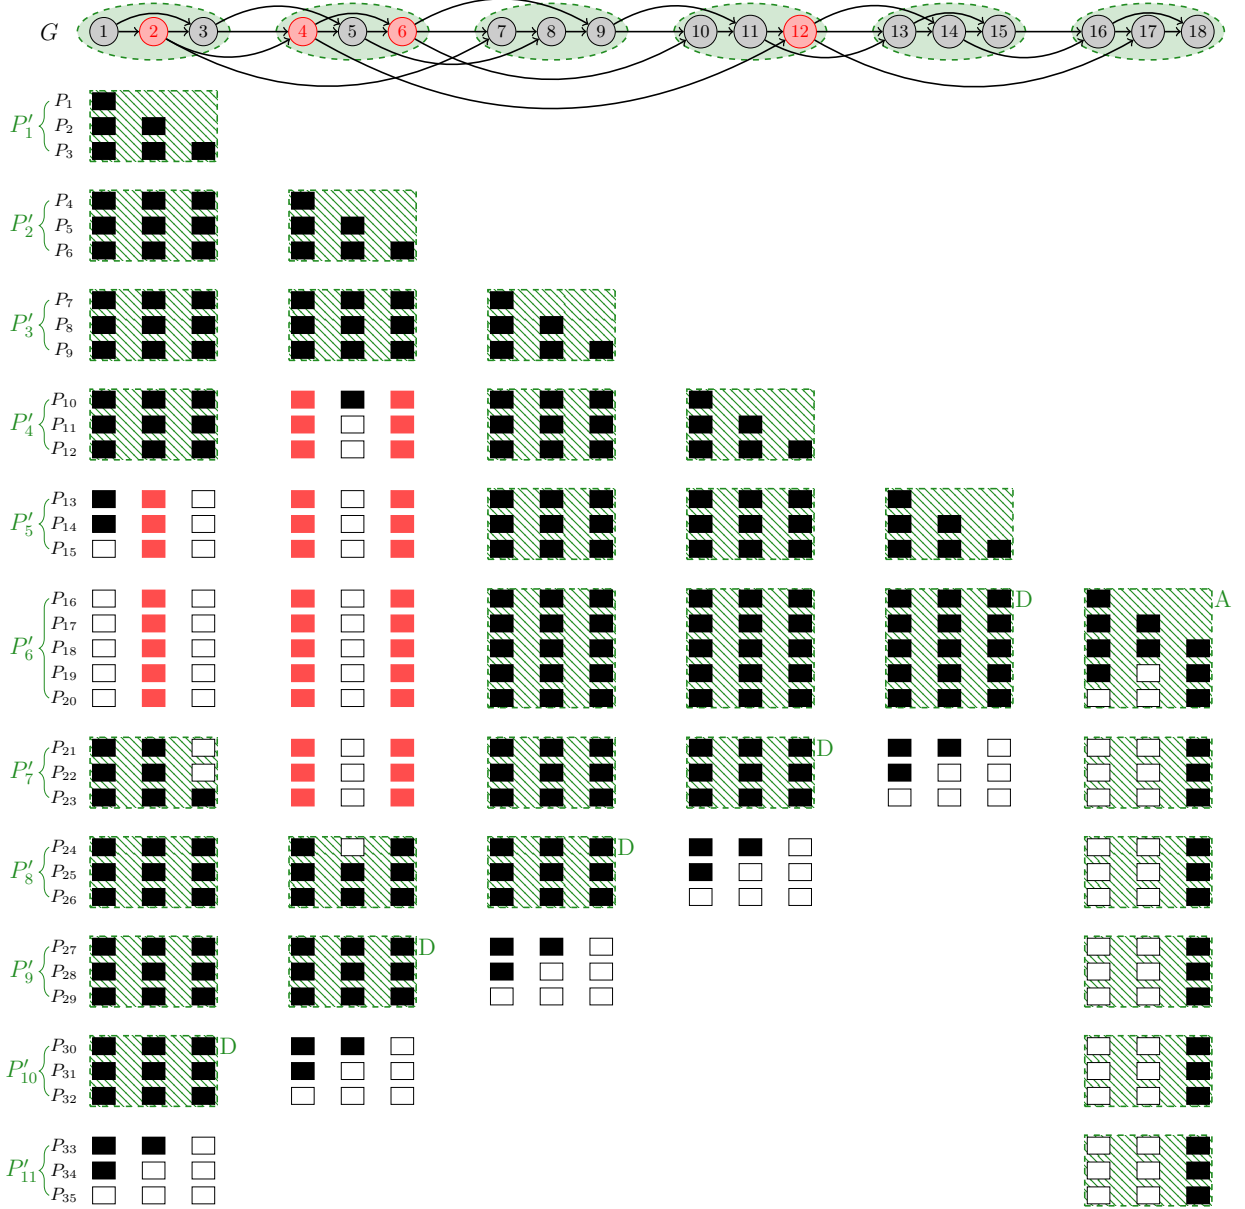 G 1 2 3 4 5 6 7 8 9 10 11 12 13 14 15 16 17 18
P₁
P′₁ P₂
P₃
P₄
P′₂ P₅
P₆
P₇
P′₃ P₈
P₉
P₁₀
P′₄ P₁₁
P₁₂
P₁₃
P′₅ P₁₄
P₁₅
P₁₆ D A
P₁₇
P′₆ P₁₈
P₁₉
P₂₀
P₂₁ D
P′₇ P₂₂
P₂₃
P₂₄ D
P′₈ P₂₅
P₂₆
P₂₇ D
P′₉ P₂₈
P₂₉
P₃₀ D
P′₁₀ P₃₁
P₃₂
P₃₃
P′₁₁ P₃₄
P₃₅